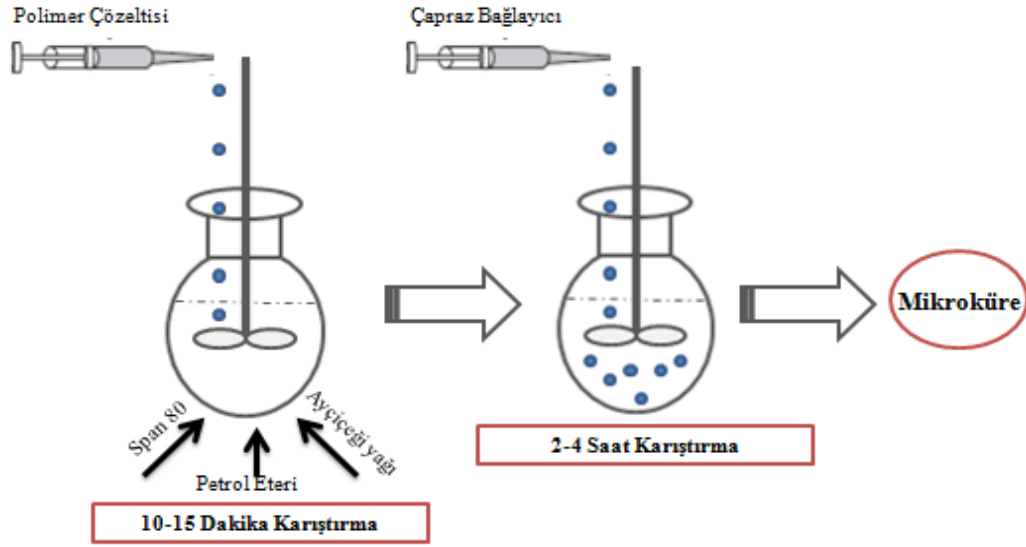 Polimer Çözeltisi
Çapraz Bağlayıcı
Mikroküre
Span 80
Petrol Eteri
Ayçiçeği yağı
10-15 Dakika Karıştırma
2-4 Saat Karıştırma